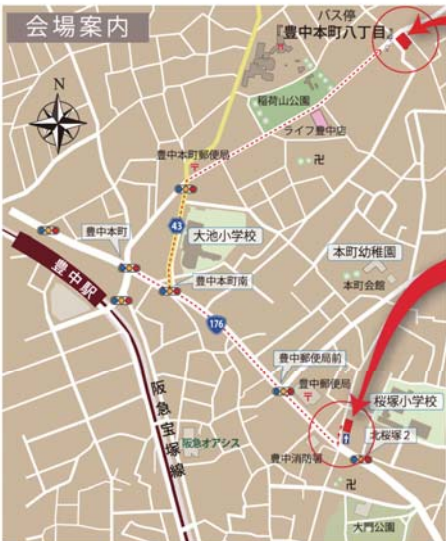 会場案内
バス停
『豊中本町八丁目』
N
稲荷山公園
ライフ豊中店
卍
豊中本町郵便局
〒
43
大池小学校
豊中本町
本町幼稚園
豊中駅
豊中本町南
本町会館
176
豊中郵便局前
豊中郵便局
〒
桜塚小学校
阪急宝塚線
阪急オアシス
北桜塚2
豊中消防署
卍
大門公園